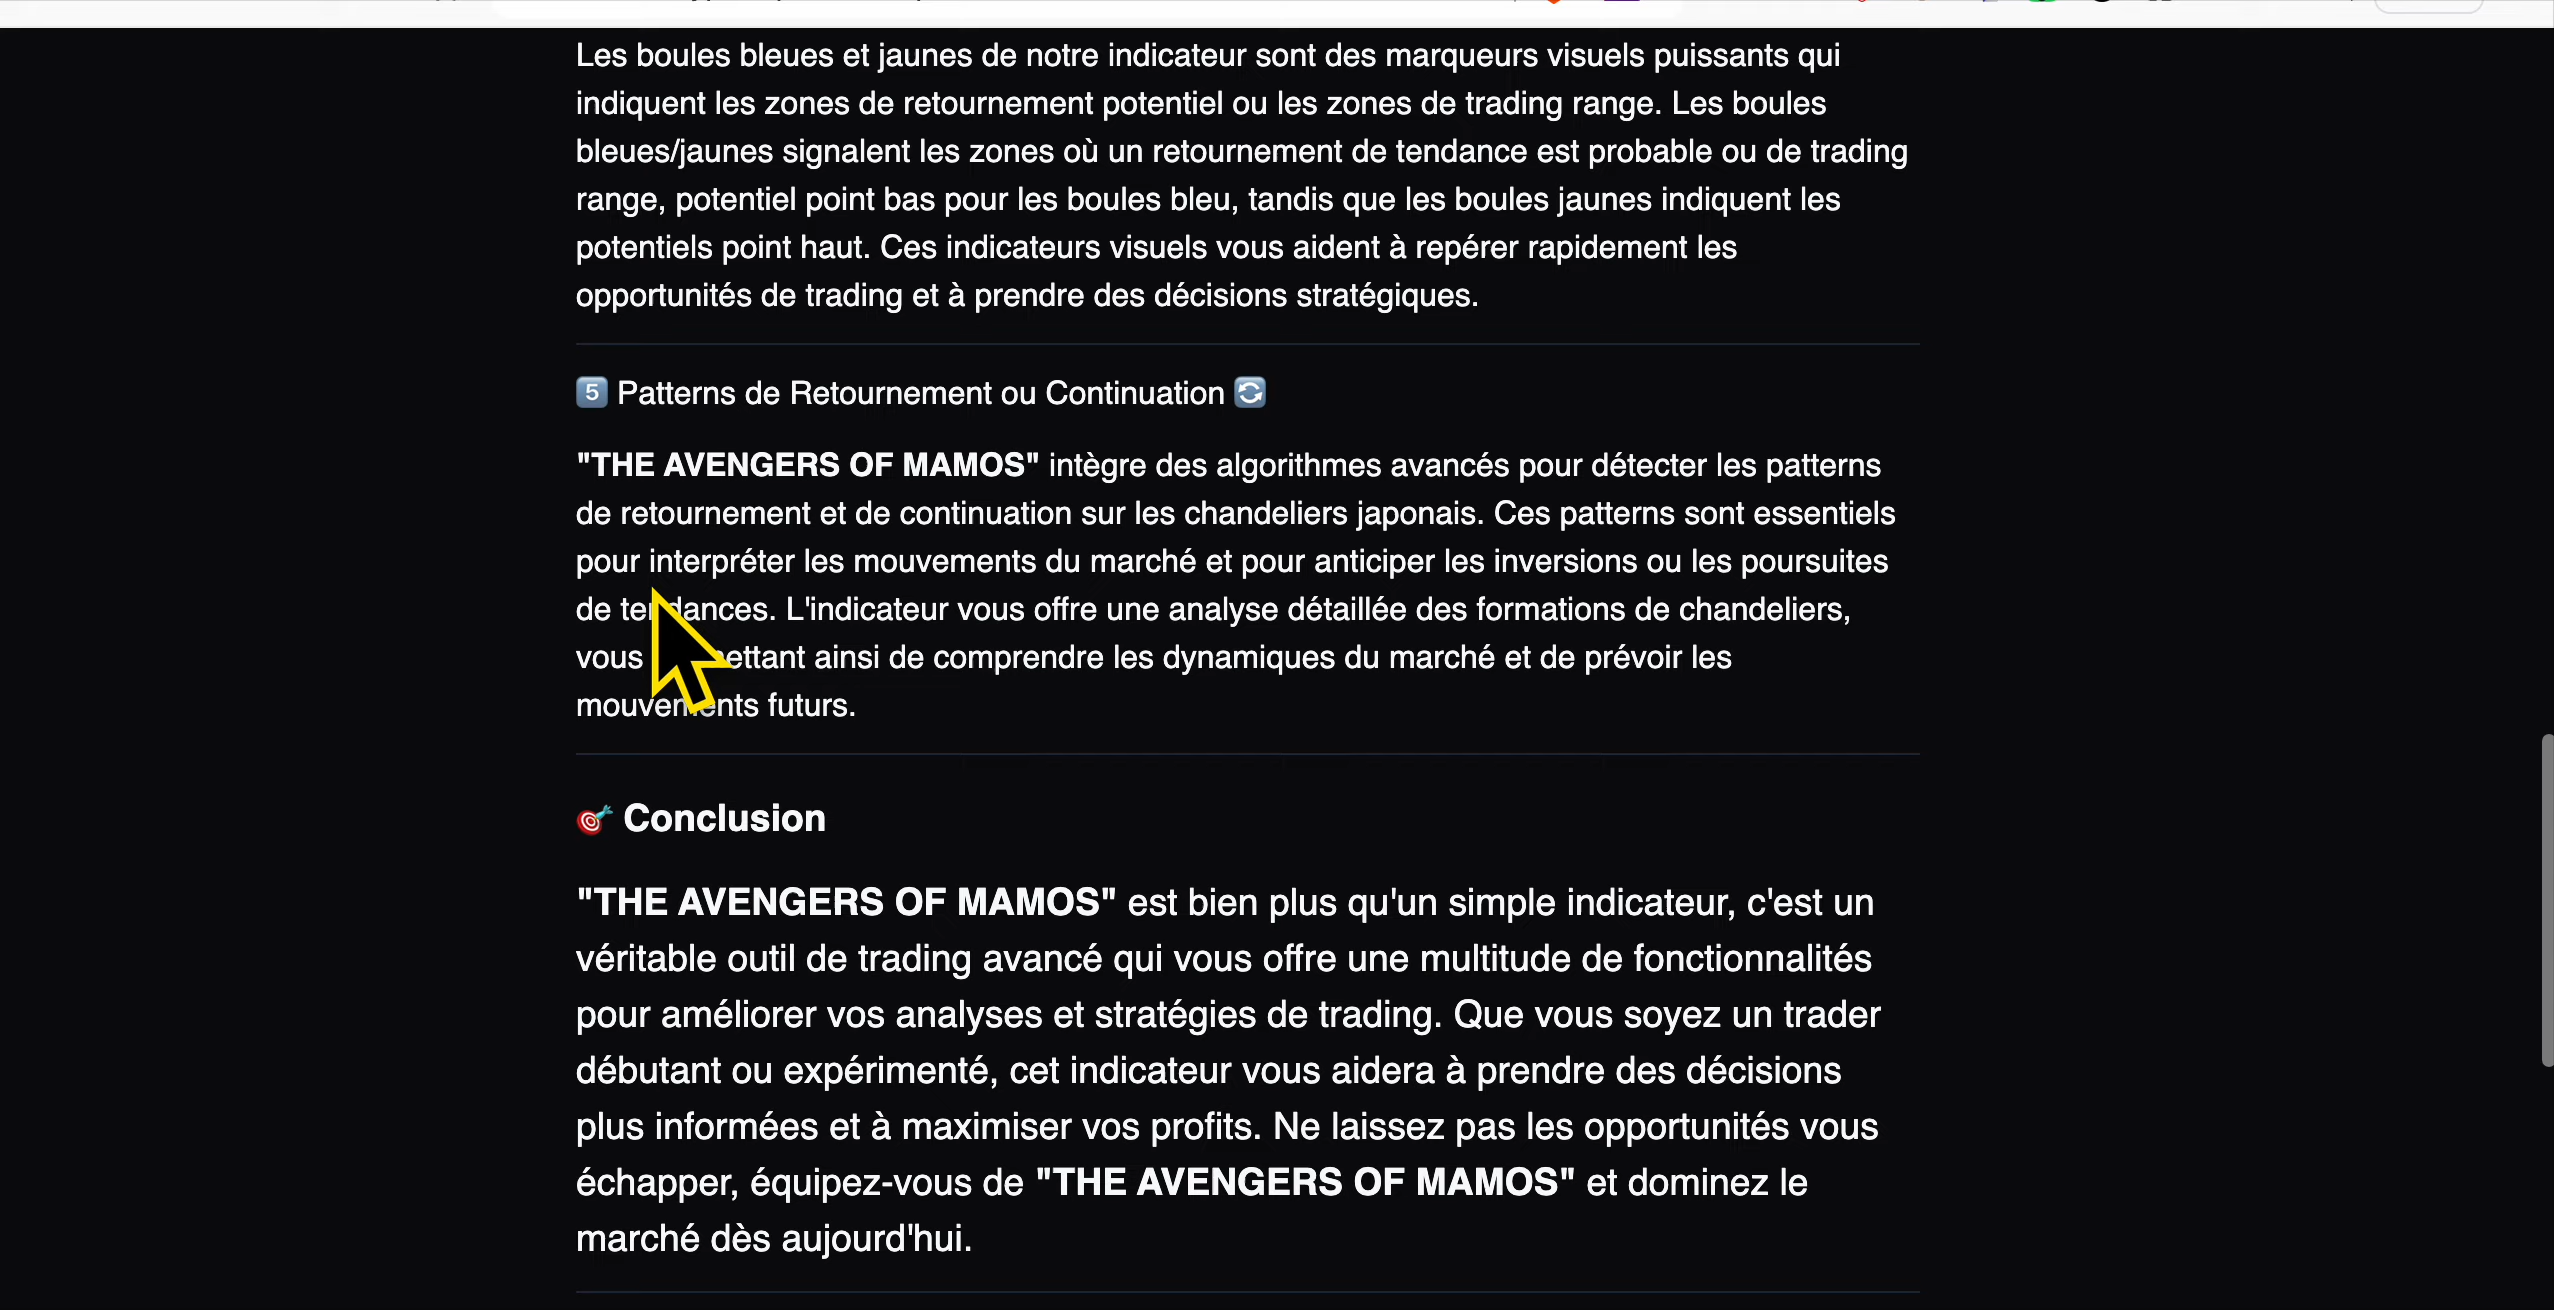 Les boules bleues et jaunes de notre indicateur sont des marqueurs visuels puissants qui
indiquent les zones de retournement potentiel ou les zones de trading range. Les boules
bleues/jaunes signalent les zones où un retournement de tendance est probable ou de trading
range, potentiel point bas pour les boules bleu, tandis que les boules jaunes indiquent les
potentiels point haut. Ces indicateurs visuels vous aident à repérer rapidement les
opportunités de trading et à prendre des décisions stratégiques.
5 Patterns de Retournement ou Continuation
"THE AVENGERS OF MAMOS" intègre des algorithmes avancés pour détecter les patterns
de retournement et de continuation sur les chandeliers japonais. Ces patterns sont essentiels
pour interpréter les mouvements du marché et pour anticiper les inversions ou les poursuites
de tendances. L'indicateur vous offre une analyse détaillée des formations de chandeliers,
vous ettant ainsi de comprendre les dynamiques du marché et de prévoir les
mouvements futurs.
Conclusion
"THE AVENGERS OF MAMOS" est bien plus qu'un simple indicateur, c'est un
véritable outil de trading avancé qui vous offre une multitude de fonctionnalités
pour améliorer vos analyses et stratégies de trading. Que vous soyez un trader
débutant ou expérimenté, cet indicateur vous aidera à prendre des décisions
plus informées et à maximiser vos profits. Ne laissez pas les opportunités vous
échapper, équipez-vous de "THE AVENGERS OF MAMOS" et dominez le
marché dès aujourd'hui.